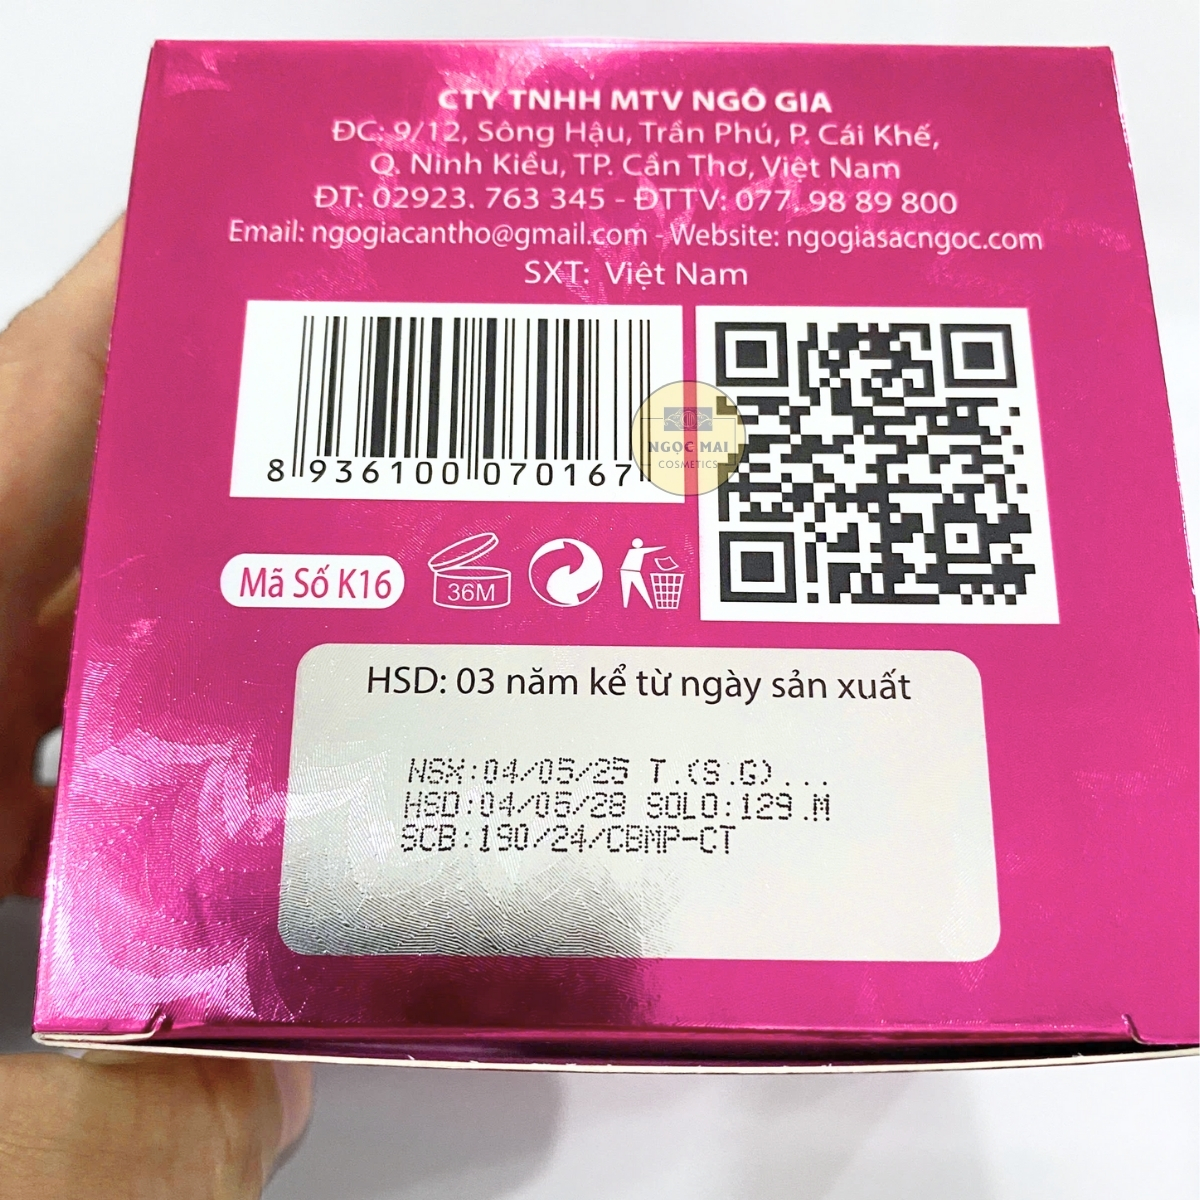 CTY TNHH MTV NGÔ GIA
ĐC: 9/12, Sông Hậu, Trần Phú, P. Cái Khế,
Q. Ninh Kiều, TP. Cần Thơ, Việt Nam
ĐT: 02923. 763 345 - ĐTTV: 077. 98 89 800
Email: ngogiacantho@gmail.com - Website: ngogiasacngoc.com
SXT: Việt Nam
8 936100 070167
NGỌC MAI
COSMETICS
Mã Số K16
36M
HSD: 03 năm kể từ ngày sản xuất
NSX:04/05/25 T.(S.G)...
HSD:04/05/28 SOLO:129.M
SCB:190/24/CBMP-CT